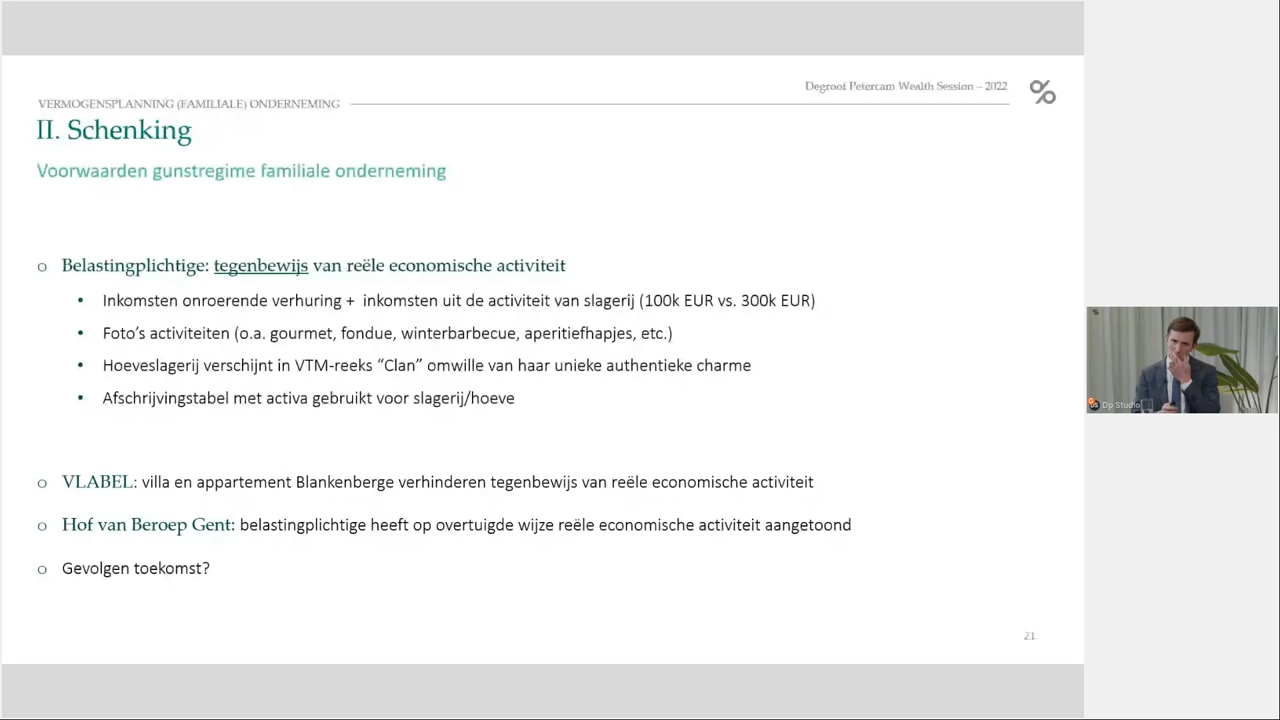 Degroof Petercam Wealth Session – 2022
VERMOGENSPLANNING (FAMILIALE) ONDERNEMING
II. Schenking
Voorwaarden gunstregime familiale onderneming
o Belastingplichtige: tegenbewijs van reële economische activiteit
• Inkomsten onroerende verhuring + inkomsten uit de activiteit van slagerij (100k EUR vs. 300k EUR)
• Foto’s activiteiten (o.a. gourmet, fondue, winterbarbecue, aperitiefhapjes, etc.)
• Hoeveslagerij verschijnt in VTM-reeks “Clan” omwille van haar unieke authentieke charme
• Afschrijvingstabel met activa gebruikt voor slagerij/hoeve
o VLABEL: villa en appartement Blankenberge verhinderen tegenbewijs van reële economische activiteit
o Hof van Beroep Gent: belastingplichtige heeft op overtuigde wijze reële economische activiteit aangetoond
o Gevolgen toekomst?
21
Dp Studio